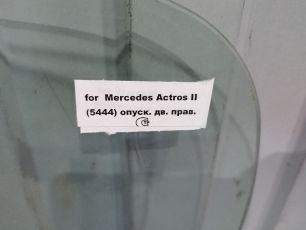 for Mercedes Actros II
(5444) опуск. дв. прав.